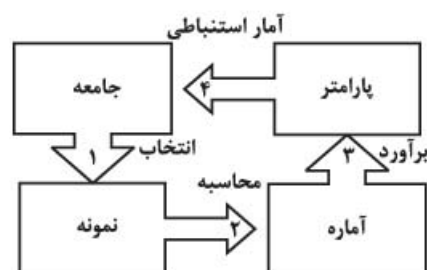 آمار استنباطی
جامعه
۴
پارامتر
۱
انتخاب
۳
برآورد
محاسبه
نمونه
۲
آماره